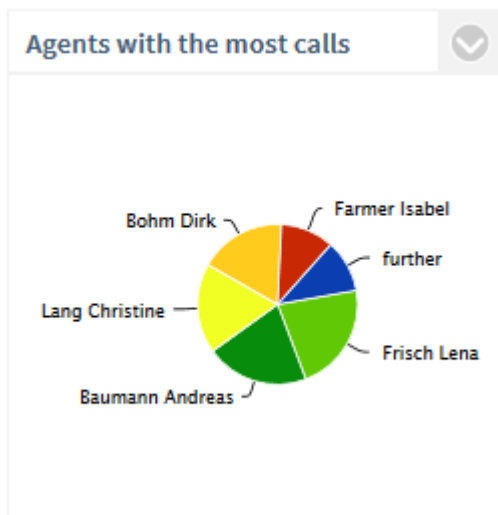 Agents with the most calls
Farmer Isabel
Bohm Dirk
further
Lang Christine
Frisch Lena
Baumann Andreas